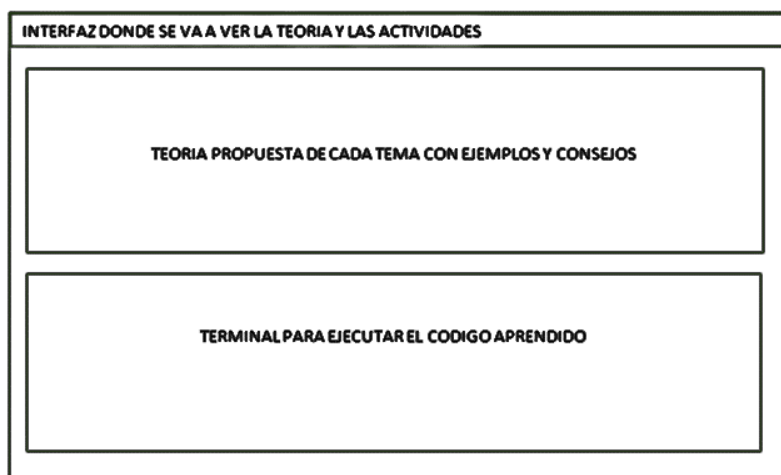 INTERFAZ DONDE SE VA A VER LA TEORIA Y LAS ACTIVIDADES
TEORIA PROPUESTA DE CADA TEMA CON EJEMPLOS Y CONSEJOS
TERMINAL PARA EJECUTAR EL CODIGO APRENDIDO